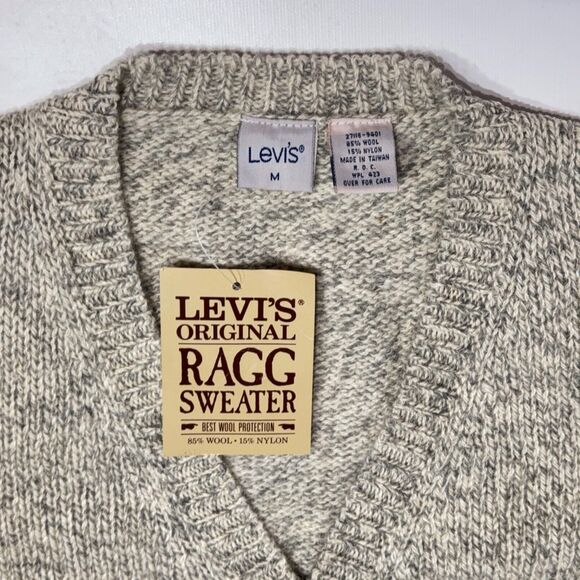 Levi's®
M
27118-9601
85% WOOL
15% NYLON
MADE IN TAIWAN
R. O. C.
WPL 423
OVER FOR CARE
LEVI'S®
ORIGINAL
RAGG
SWEATER
BEST WOOL PROTECTION
85% WOOL • 15% NYLON